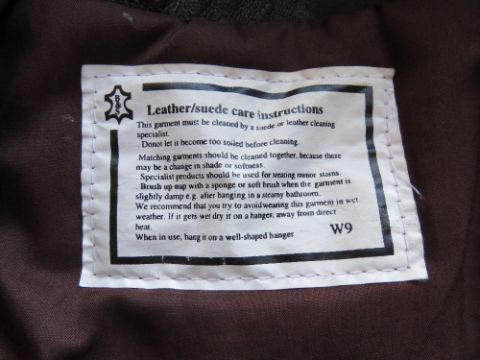 Leather/suede care instructions
This garment must be cleaned by a suede or leather cleaning
specialist.
. Donot let it become too soiled before cleaning.
. Matching garments should be cleaned together, because there
may be a change in shade or softness.
. Specialist products should be used for treating minor stains.
. Brush up nap with a sponge or soft brush when the garment is
slightly damp e.g. after hanging in a steamy bathroom.
We recommend that you try to avoid wearing this garment in wet
weather. If it gets wet dry it on a hanger, away from direct
heat.
When in use, hang it on a well-shaped hanger
W9